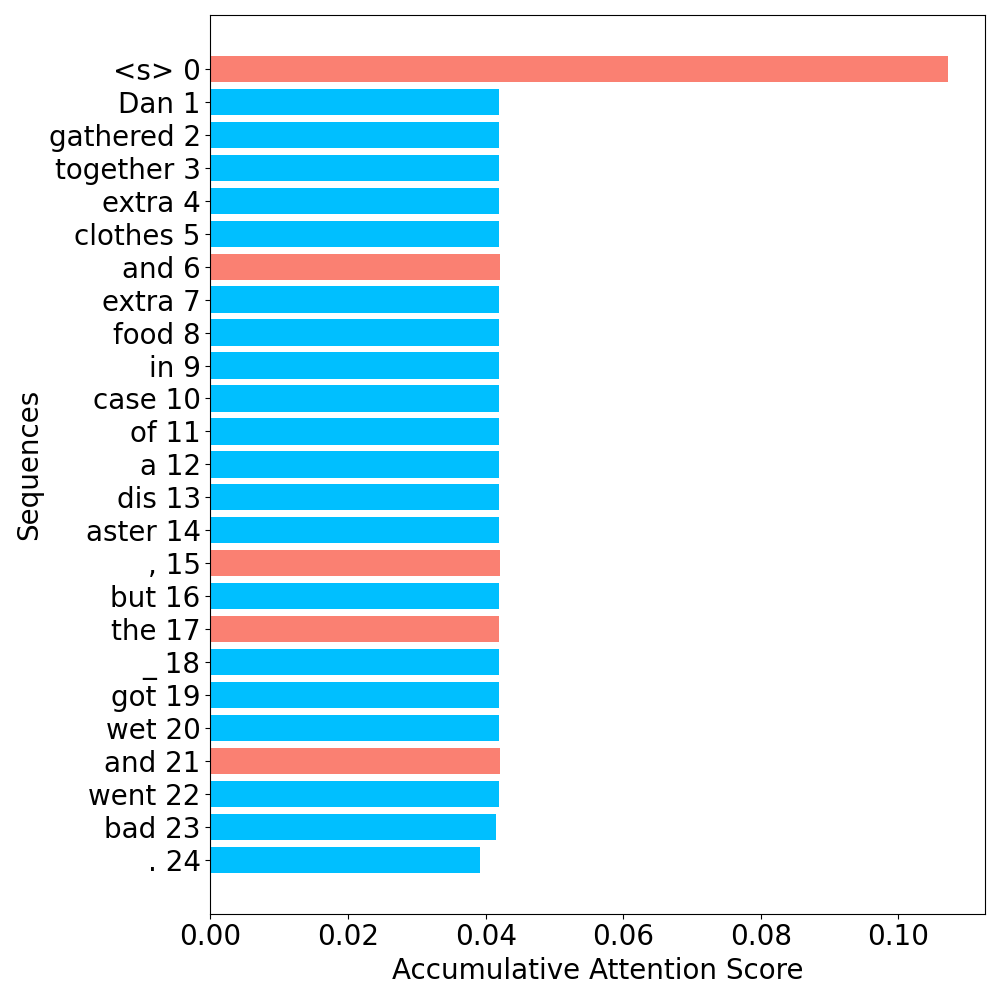 <s> 0
Dan 1
gathered 2
together 3
extra 4
clothes 5
and 6
extra 7
food 8
in 9
case 10
of 11
a 12
dis 13
aster 14
, 15
but 16
the 17
_ 18
got 19
wet 20
and 21
went 22
bad 23
. 24
Sequences
0.00 0.02 0.04 0.06 0.08 0.10
Accumulative Attention Score